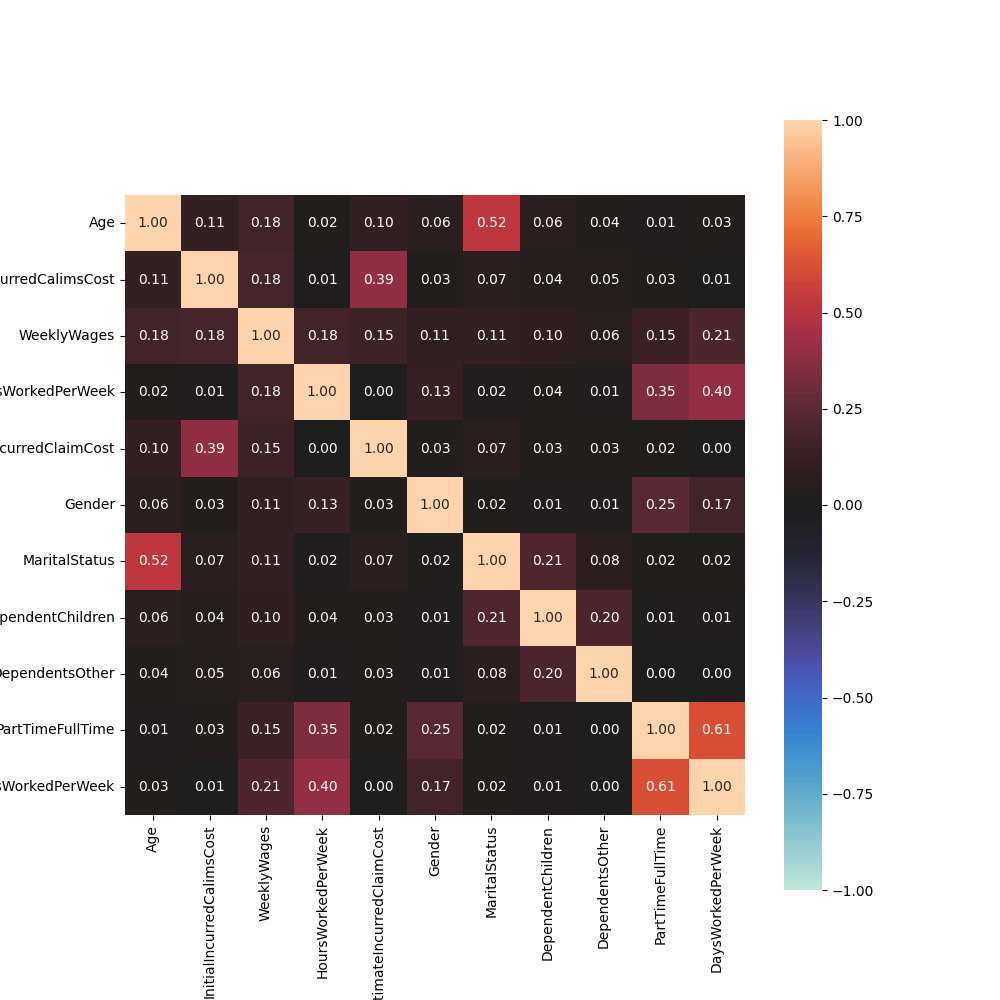 Age 1.00 0.11 0.18 0.02 0.10 0.06 0.52 0.06 0.04 0.01 0.03
urredCalimsCost 0.11 1.00 0.18 0.01 0.39 0.03 0.07 0.04 0.05 0.03 0.01
WeeklyWages 0.18 0.18 1.00 0.18 0.15 0.11 0.11 0.10 0.06 0.15 0.21
sWorkedPerWeek 0.02 0.01 0.18 1.00 0.00 0.13 0.02 0.04 0.01 0.35 0.40
curredClaimCost 0.10 0.39 0.15 0.00 1.00 0.03 0.07 0.03 0.03 0.02 0.00
Gender 0.06 0.03 0.11 0.13 0.03 1.00 0.02 0.01 0.01 0.25 0.17
MaritalStatus 0.52 0.07 0.11 0.02 0.07 0.02 1.00 0.21 0.08 0.02 0.02
pendentChildren 0.06 0.04 0.10 0.04 0.03 0.01 0.21 1.00 0.20 0.01 0.01
DependentsOther 0.04 0.05 0.06 0.01 0.03 0.01 0.08 0.20 1.00 0.00 0.00
PartTimeFullTime 0.01 0.03 0.15 0.35 0.02 0.25 0.02 0.01 0.00 1.00 0.61
sWorkedPerWeek 0.03 0.01 0.21 0.40 0.00 0.17 0.02 0.01 0.00 0.61 1.00
Age
InitialIncurredCalimsCost
WeeklyWages
HoursWorkedPerWeek
timateIncurredClaimCost
Gender
MaritalStatus
DependentChildren
DependentsOther
PartTimeFullTime
DaysWorkedPerWeek
1.00
0.75
0.50
0.25
0.00
−0.25
−0.50
−0.75
−1.00